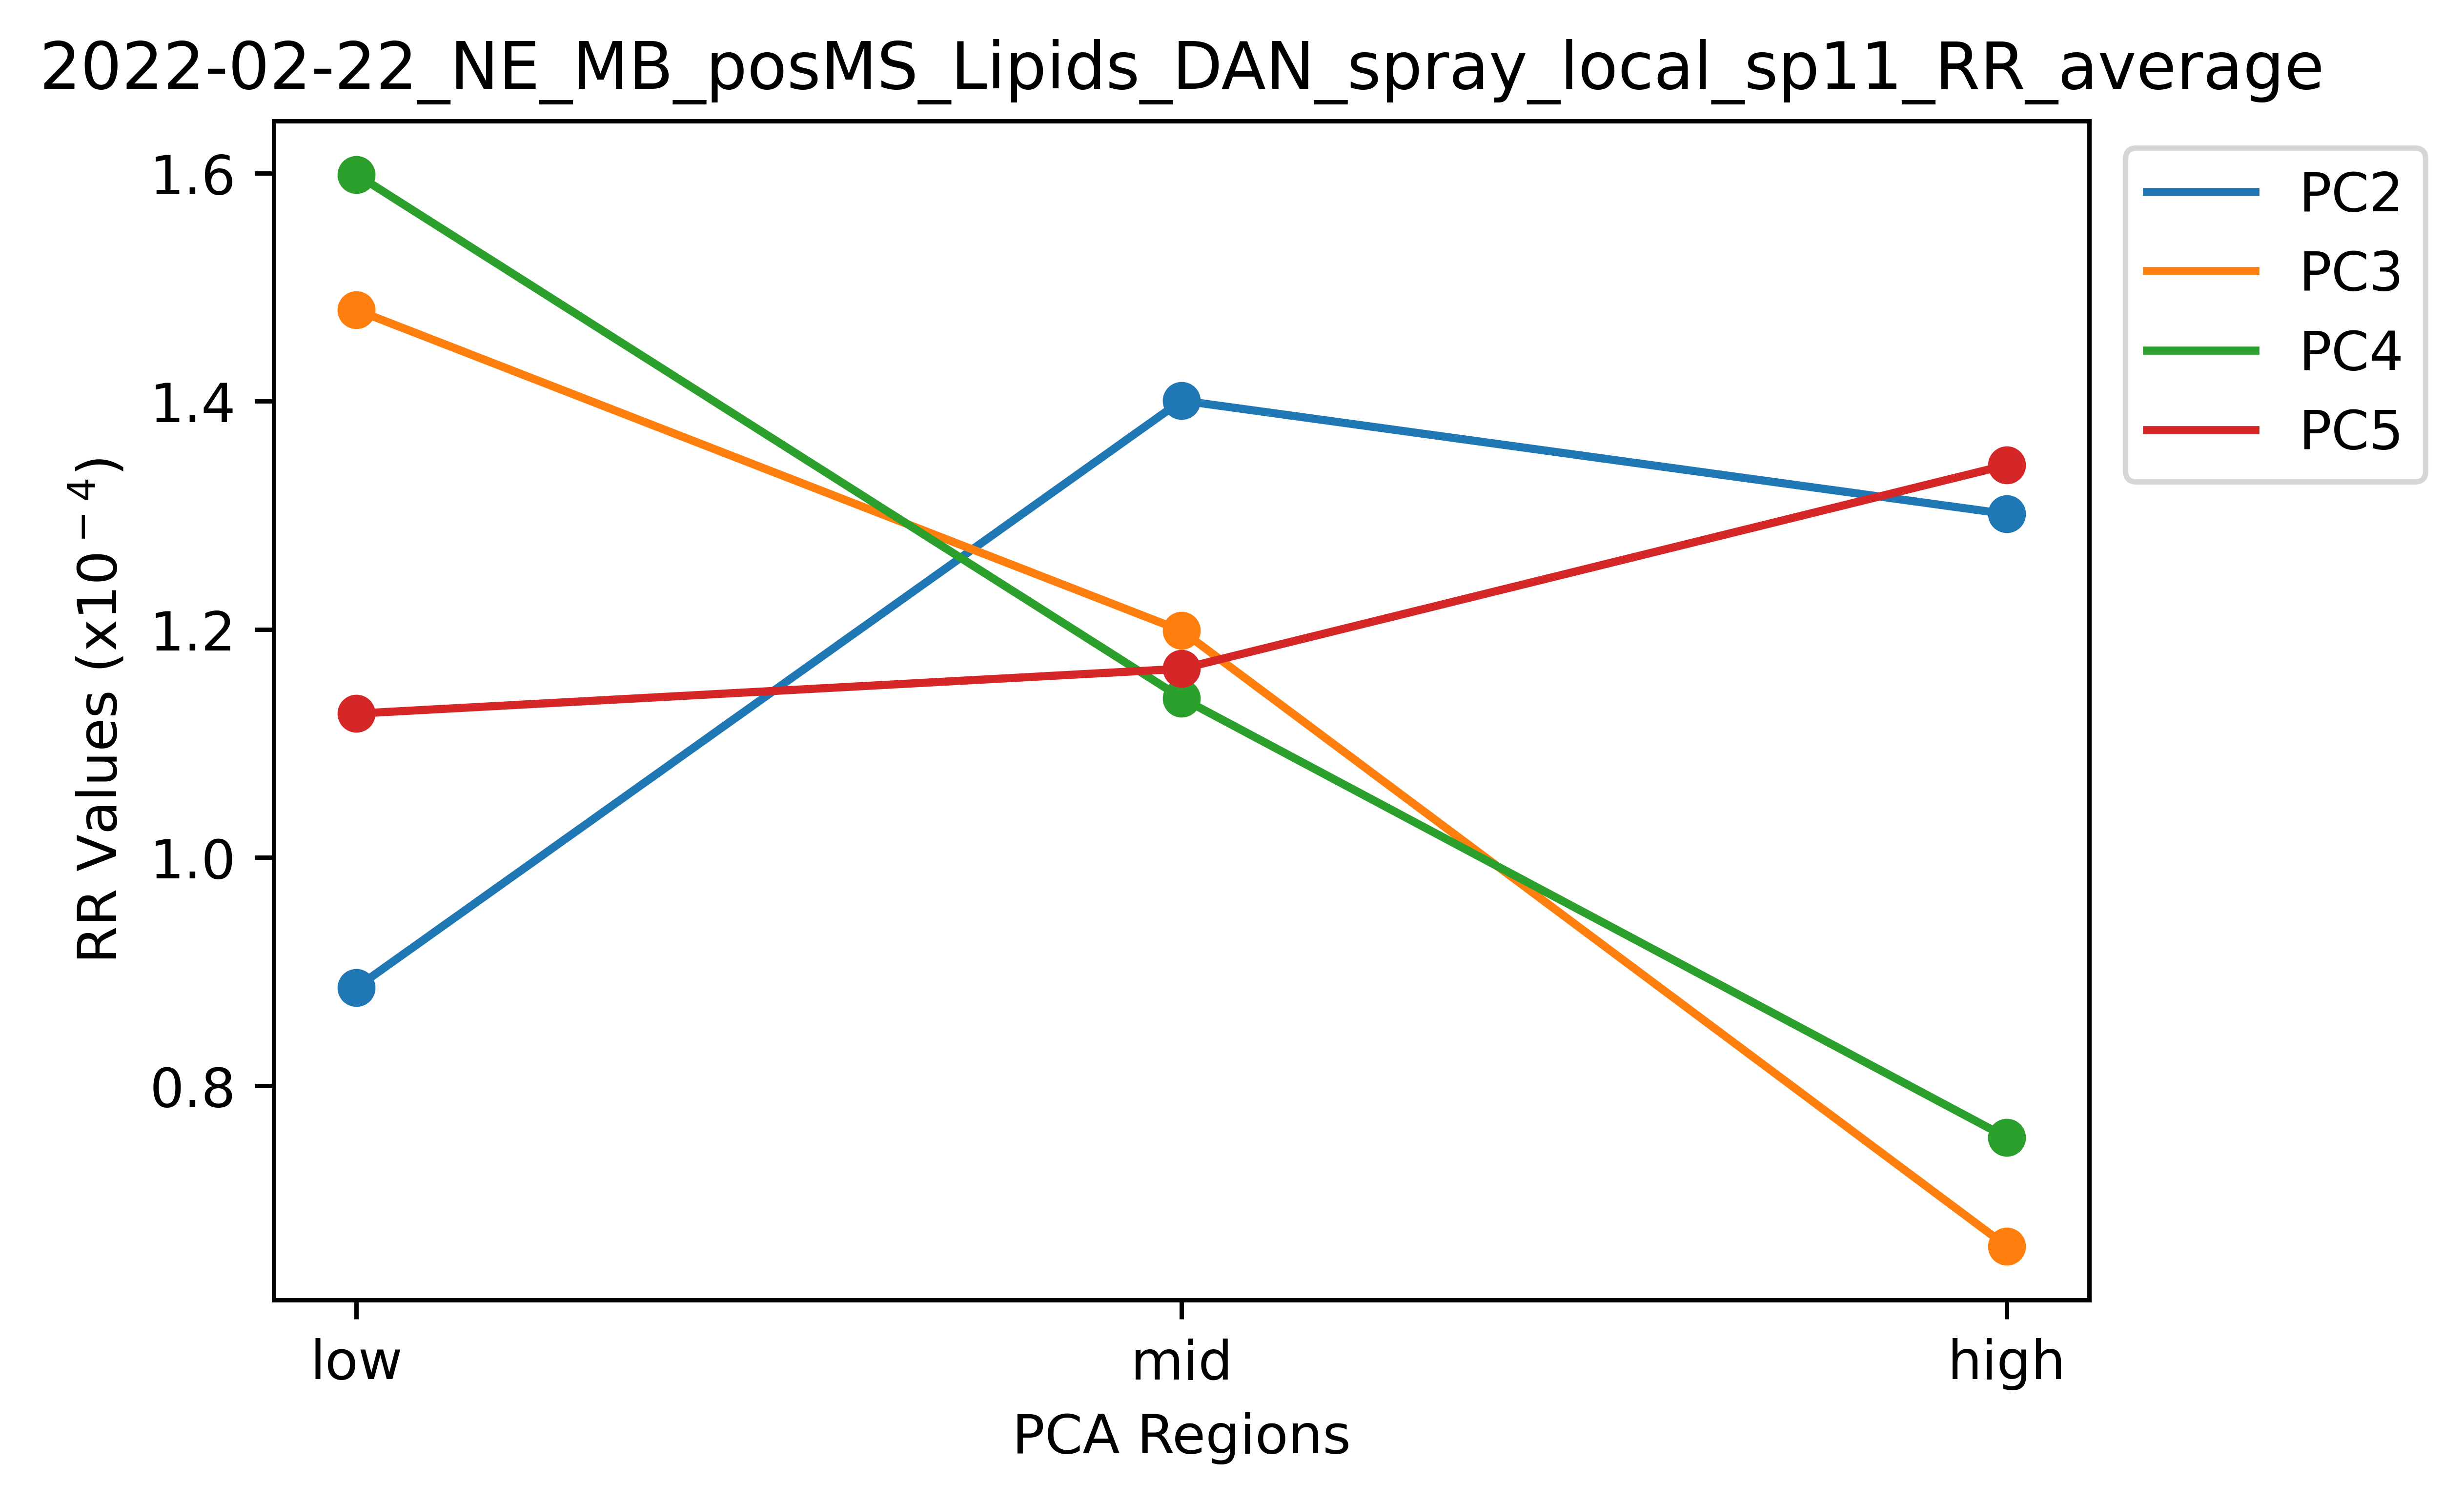 2022-02-22_NE_MB_posMS_Lipids_DAN_spray_local_sp11_RR_average
RR Values (x10⁻⁴)
1.6
1.4
1.2
1.0
0.8
low mid high
PCA Regions
PC2
PC3
PC4
PC5